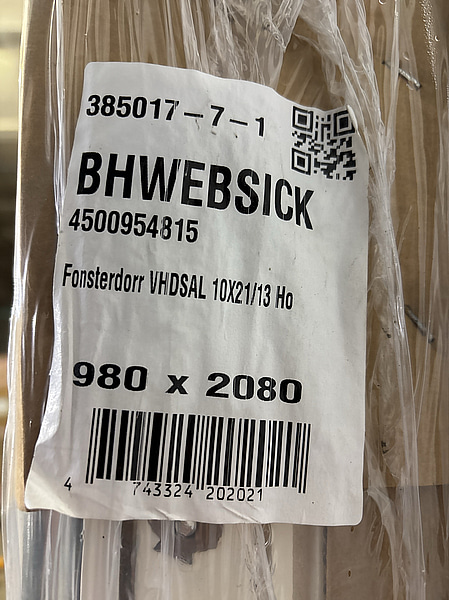 385017-7-1
BHWEBSICK
4500954815
Fonsterdorr VHDSAL 10X21/13 Ho
980 x 2080
4 743324 202021